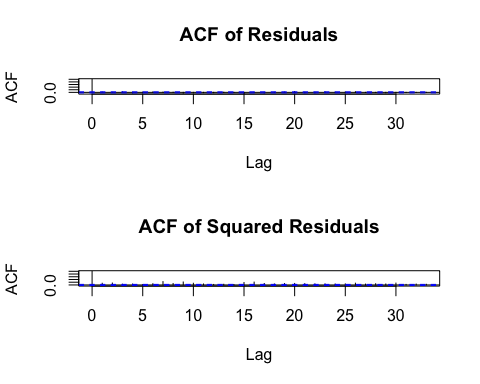 ACF of Residuals
ACF
0.0
0 5 10 15 20 25 30
Lag
ACF of Squared Residuals
ACF
0.0
0 5 10 15 20 25 30
Lag